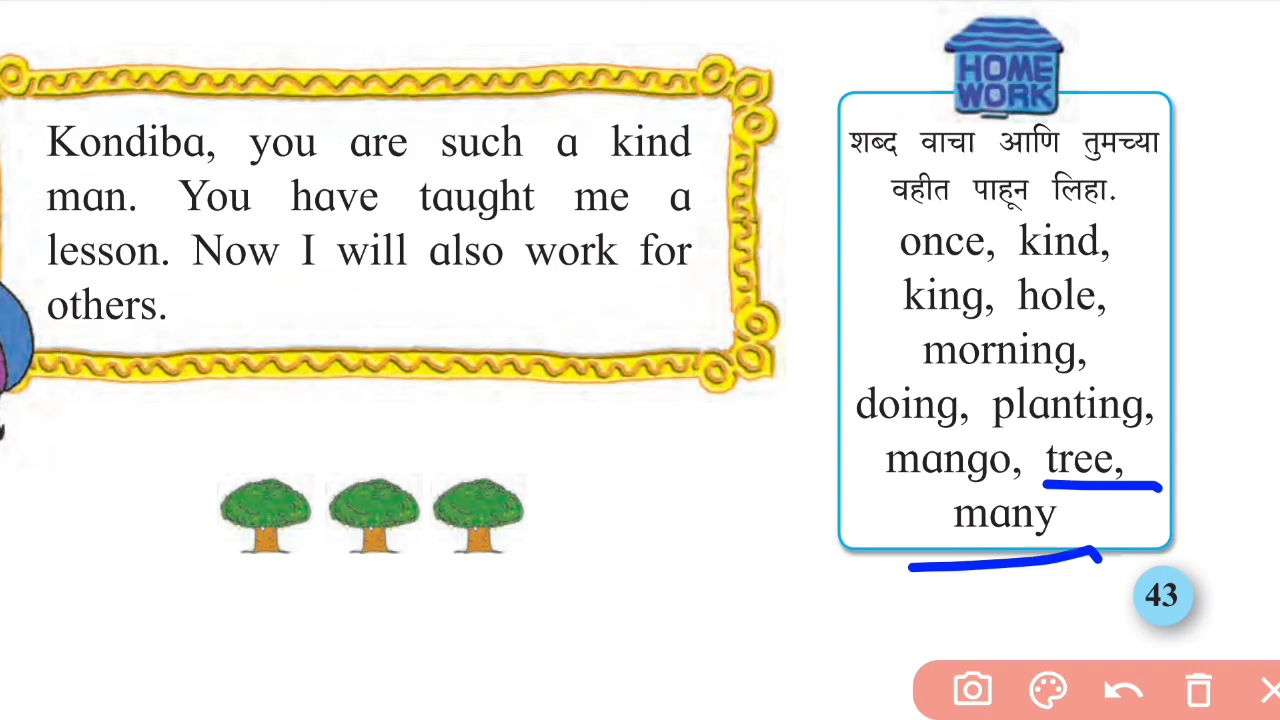 Kondiba, you are such a kind
man. You have taught me a
lesson. Now I will also work for
others.
HOME
WORK
शब्द वाचा आणि तुमच्या
वहीत पाहून लिहा.
once, kind,
king, hole,
morning,
doing, planting,
mango, tree,
many
43